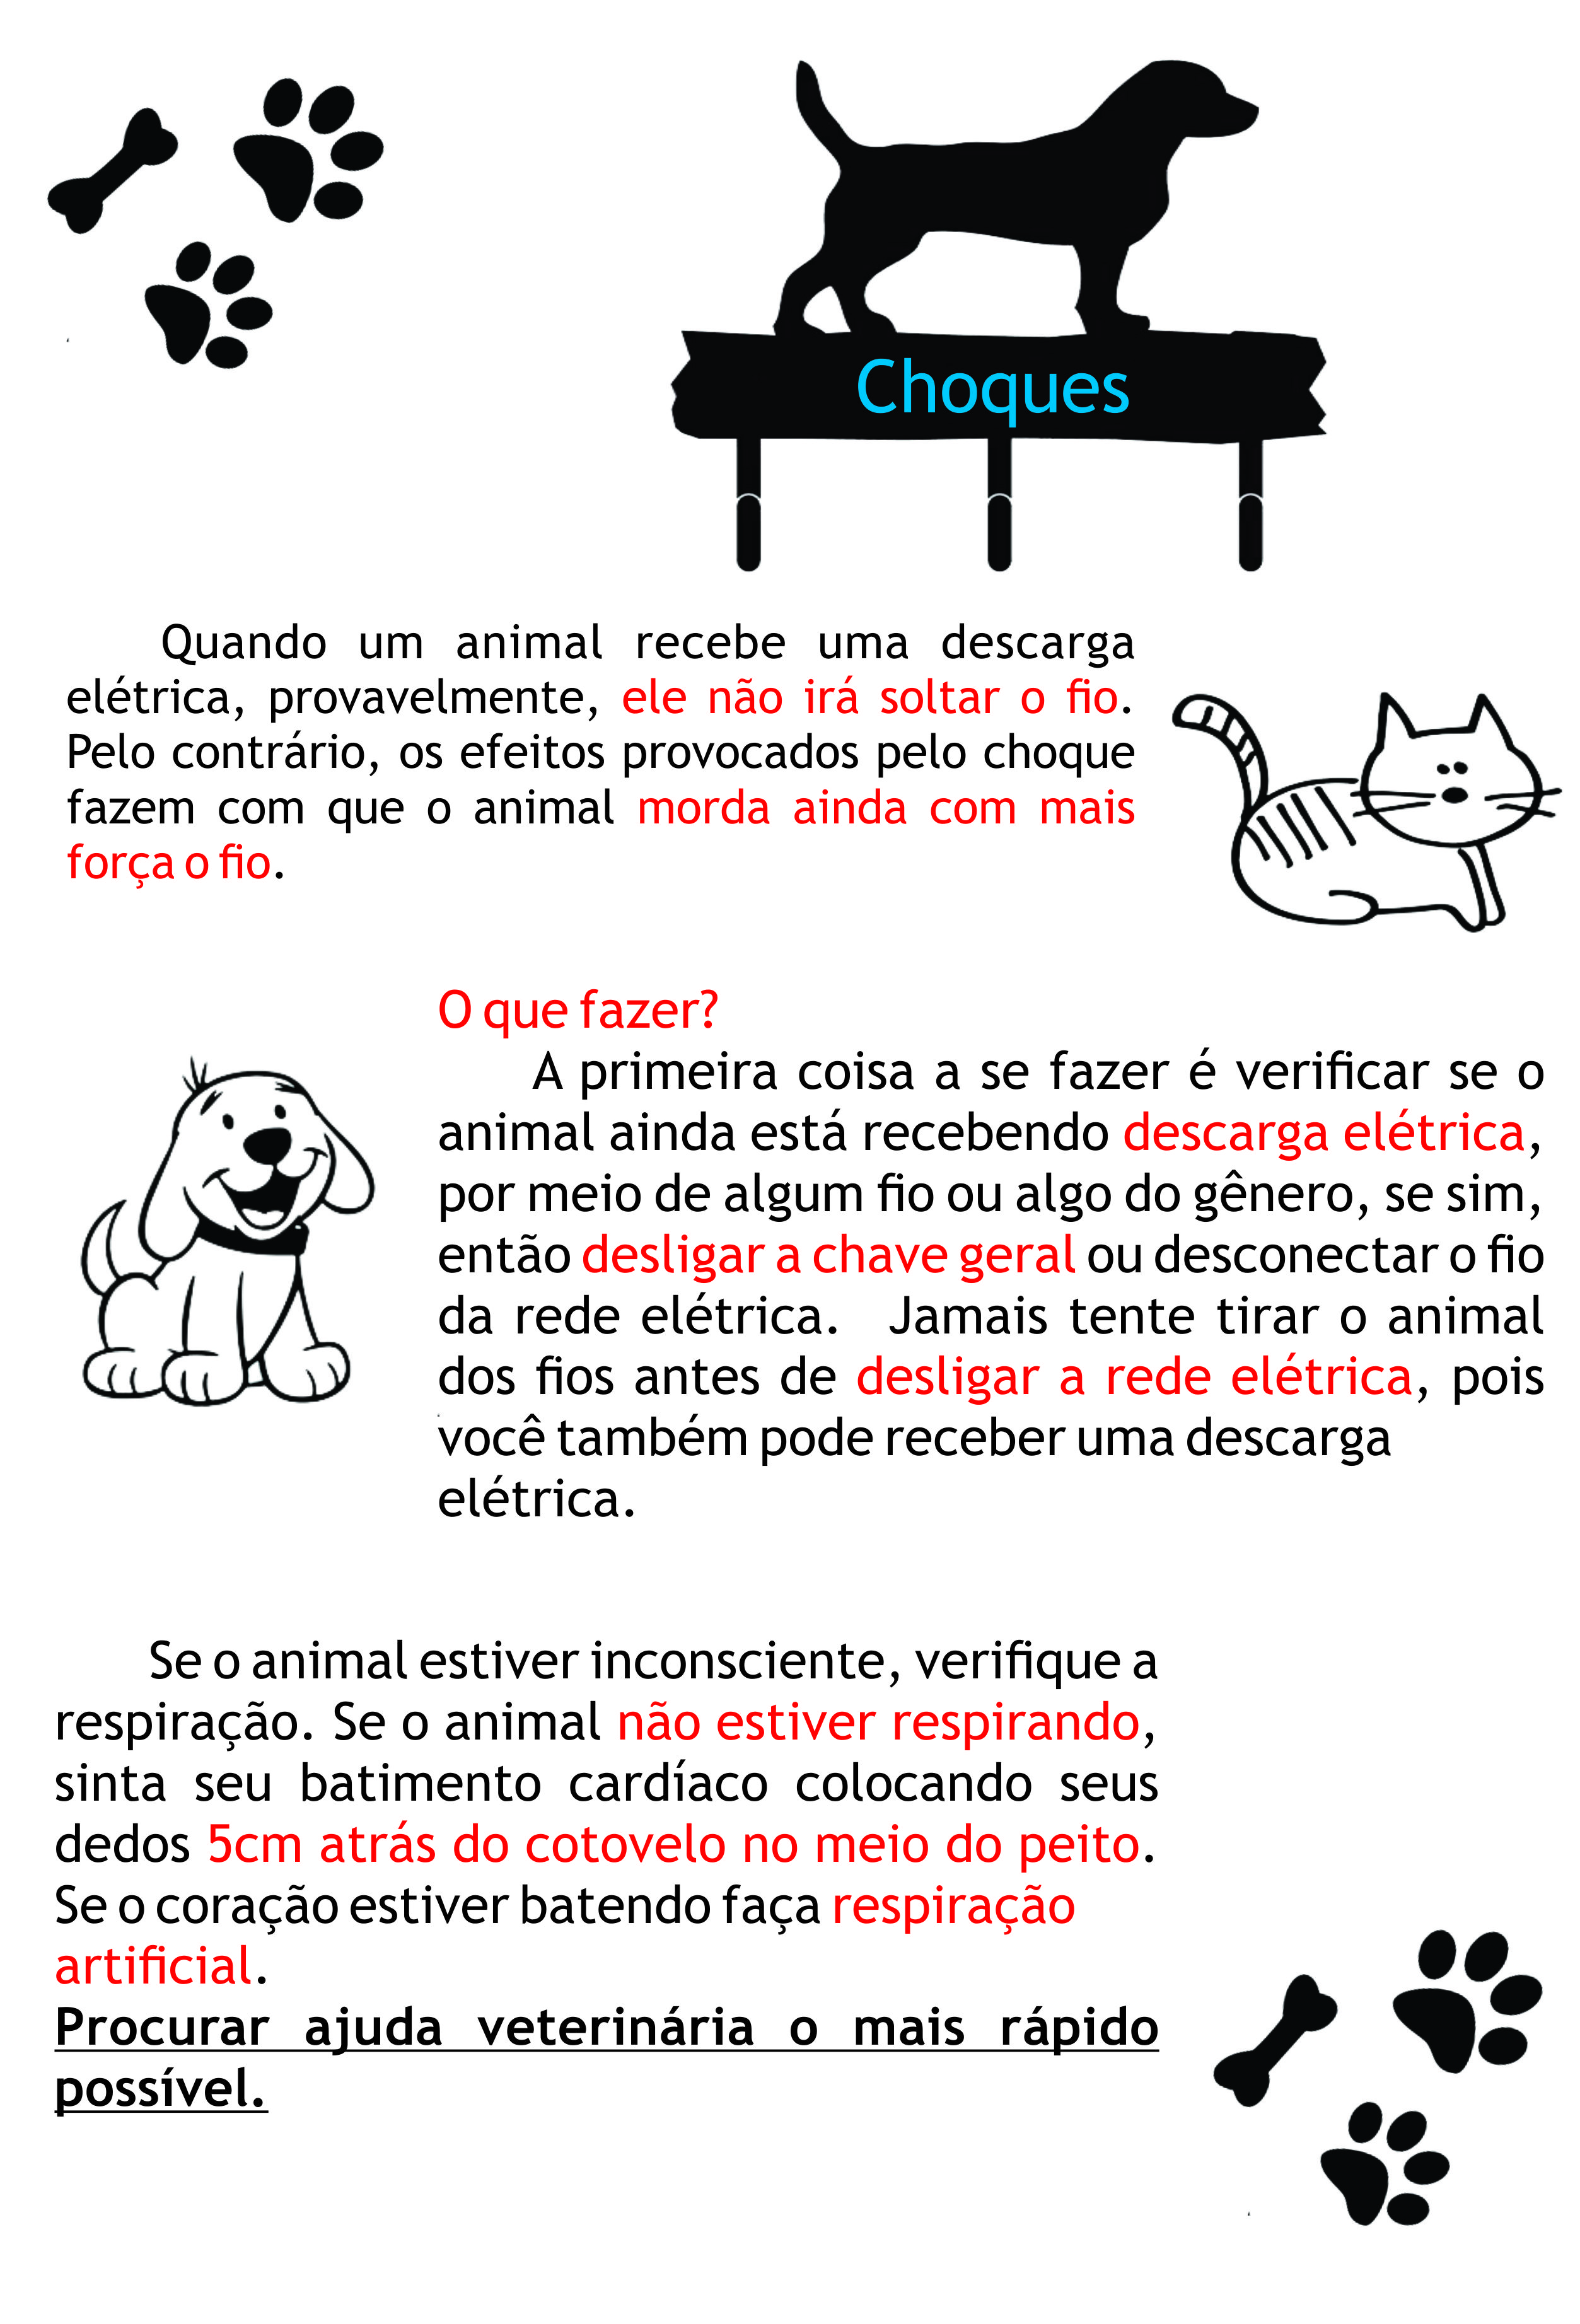 Choques
Quando um animal recebe uma descarga
elétrica, provavelmente, ele não irá soltar o fio.
Pelo contrário, os efeitos provocados pelo choque
fazem com que o animal morda ainda com mais
força o fio.
O que fazer?
A primeira coisa a se fazer é verificar se o
animal ainda está recebendo descarga elétrica,
por meio de algum fio ou algo do gênero, se sim,
então desligar a chave geral ou desconectar o fio
da rede elétrica. Jamais tente tirar o animal
dos fios antes de desligar a rede elétrica, pois
você também pode receber uma descarga
elétrica.
Se o animal estiver inconsciente, verifique a
respiração. Se o animal não estiver respirando,
sinta seu batimento cardíaco colocando seus
dedos 5cm atrás do cotovelo no meio do peito.
Se o coração estiver batendo faça respiração
artificial.
Procurar ajuda veterinária o mais rápido
possível.